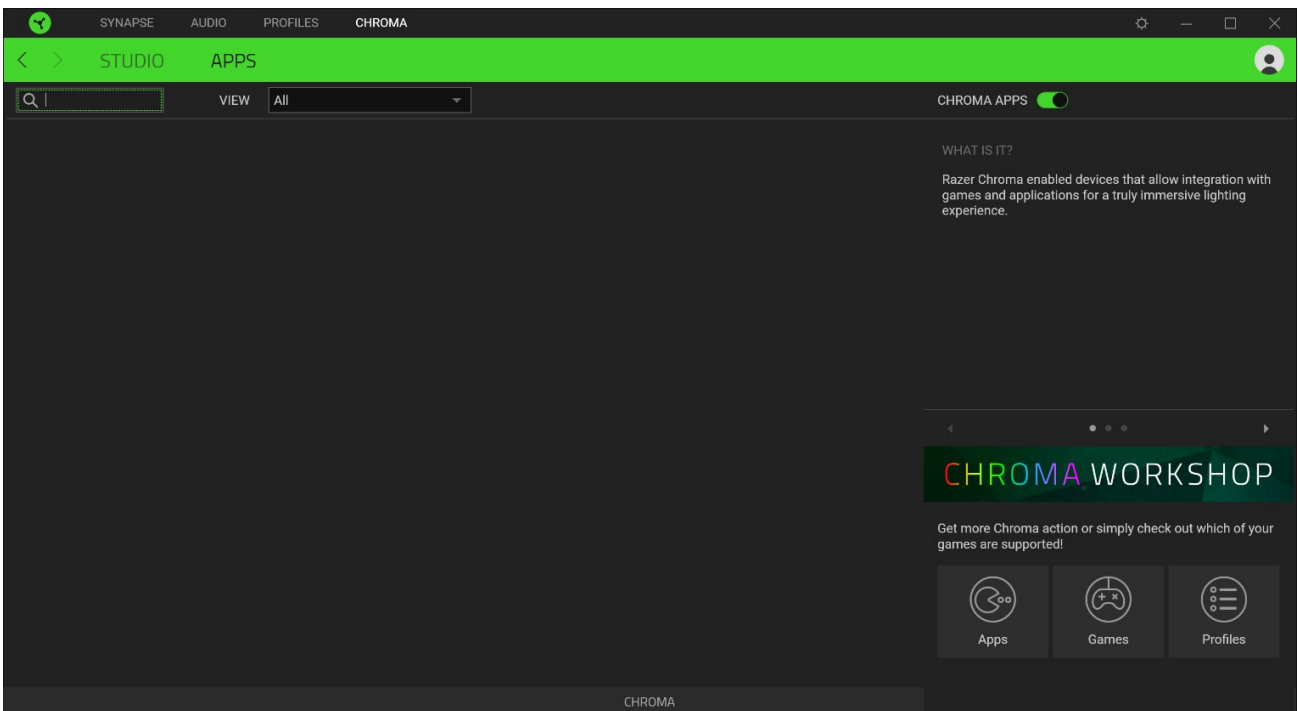 SYNAPSE AUDIO PROFILES CHROMA
STUDIO APPS
VIEW All
CHROMA APPS
WHAT IS IT?
Razer Chroma enabled devices that allow integration with
games and applications for a truly immersive lighting
experience.
CHROMA WORKSHOP
Get more Chroma action or simply check out which of your
games are supported!
Apps Games Profiles
CHROMA